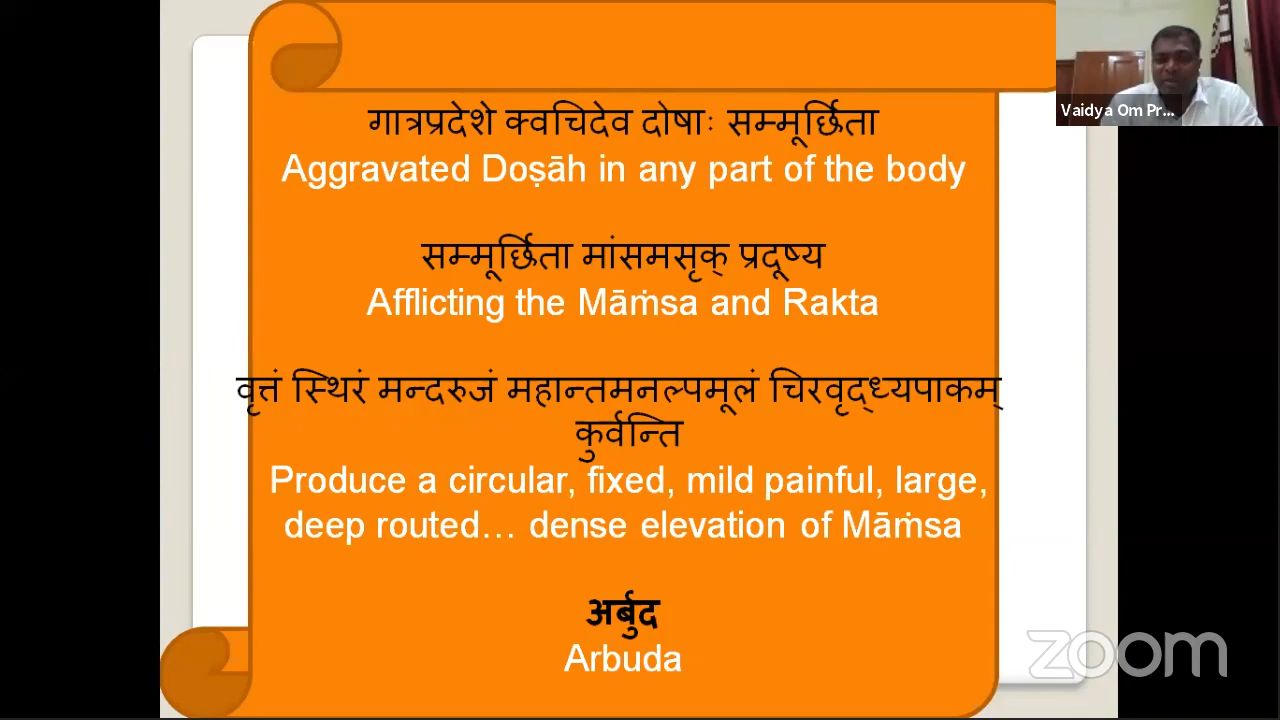 गात्रप्रदेशे क्वचिदेव दोषाः सम्मूर्छिता
Aggravated Doṣāh in any part of the body
सम्मूर्छिता मांसमसृक् प्रदूष्य
Afflicting the Māṁsa and Rakta
वृत्तं स्थिरं मन्दरुजं महान्तमनल्पमूलं चिरवृद्ध्यपाकम्
कुर्वन्ति
Produce a circular, fixed, mild painful, large,
deep routed… dense elevation of Māṁsa
अर्बुद
Arbuda
Vaidya Om Pr...
zoom